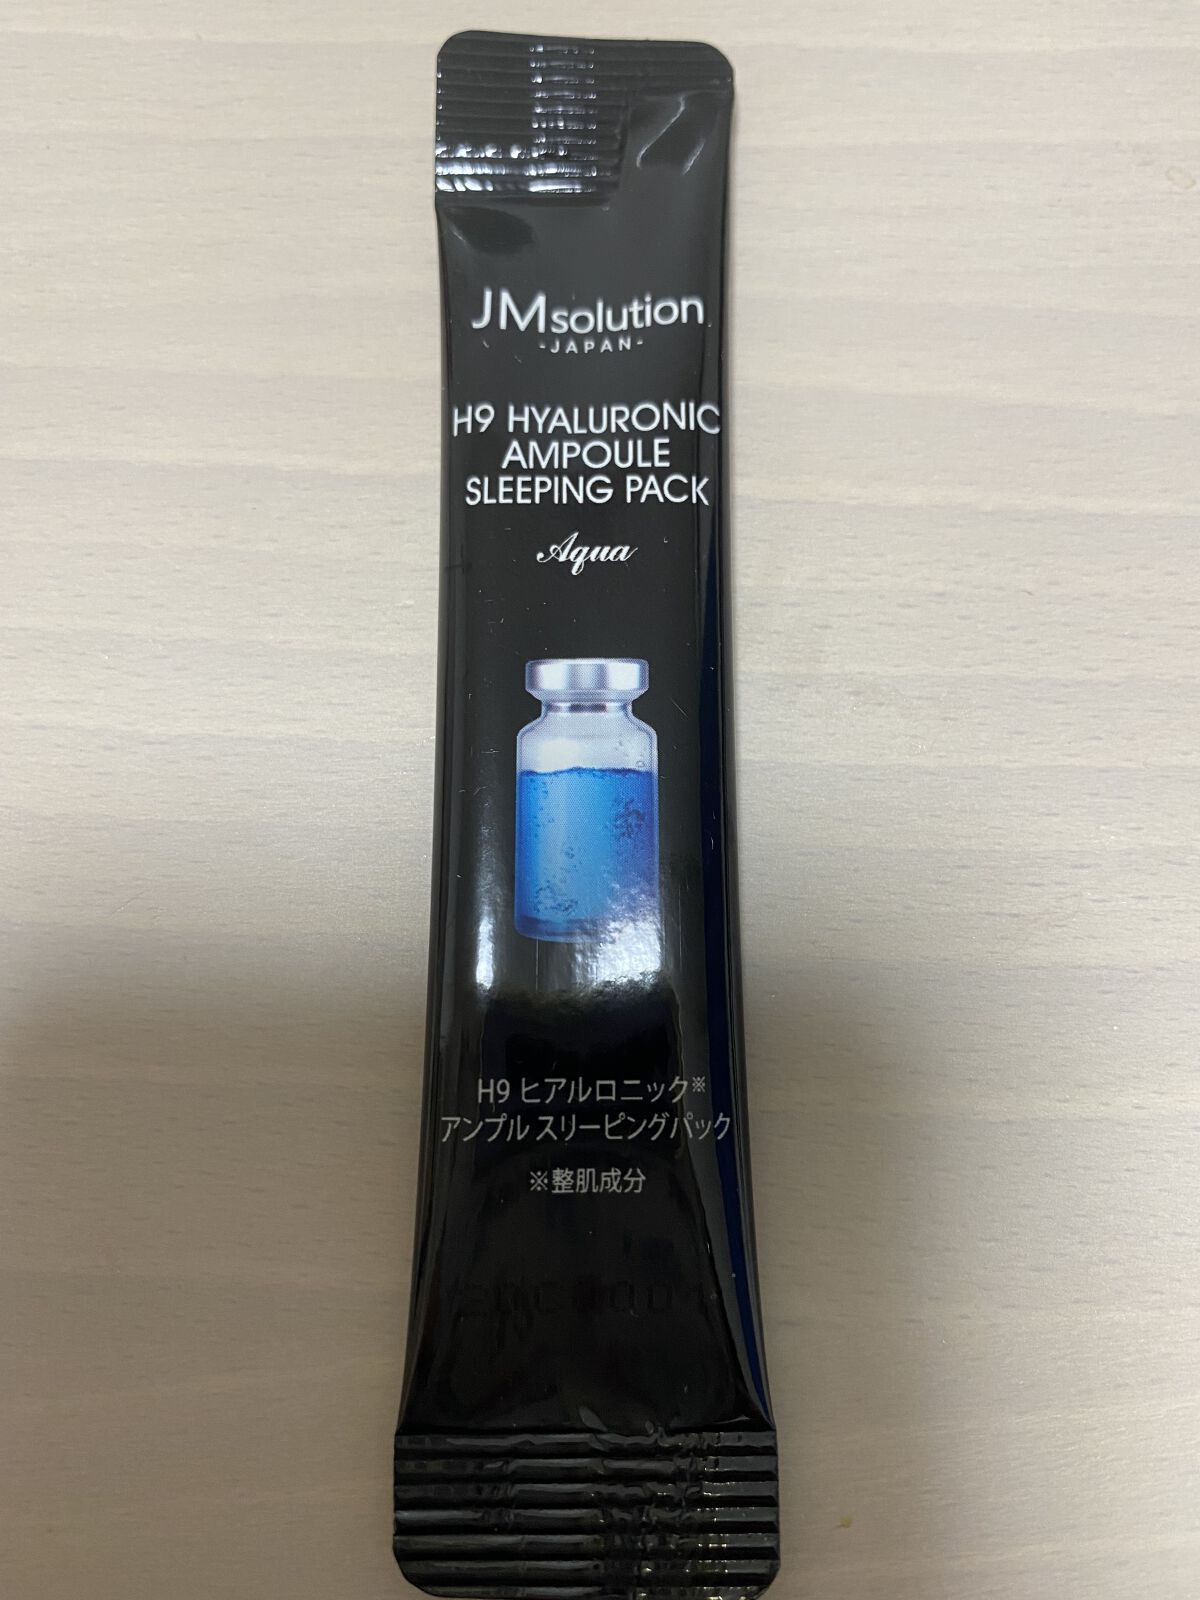 JMsolution
-JAPAN-
H9 HYALURONIC
AMPOULE
SLEEPING PACK
Aqua
H9 ヒアルロニック※
アンプル スリーピングパック
※整肌成分